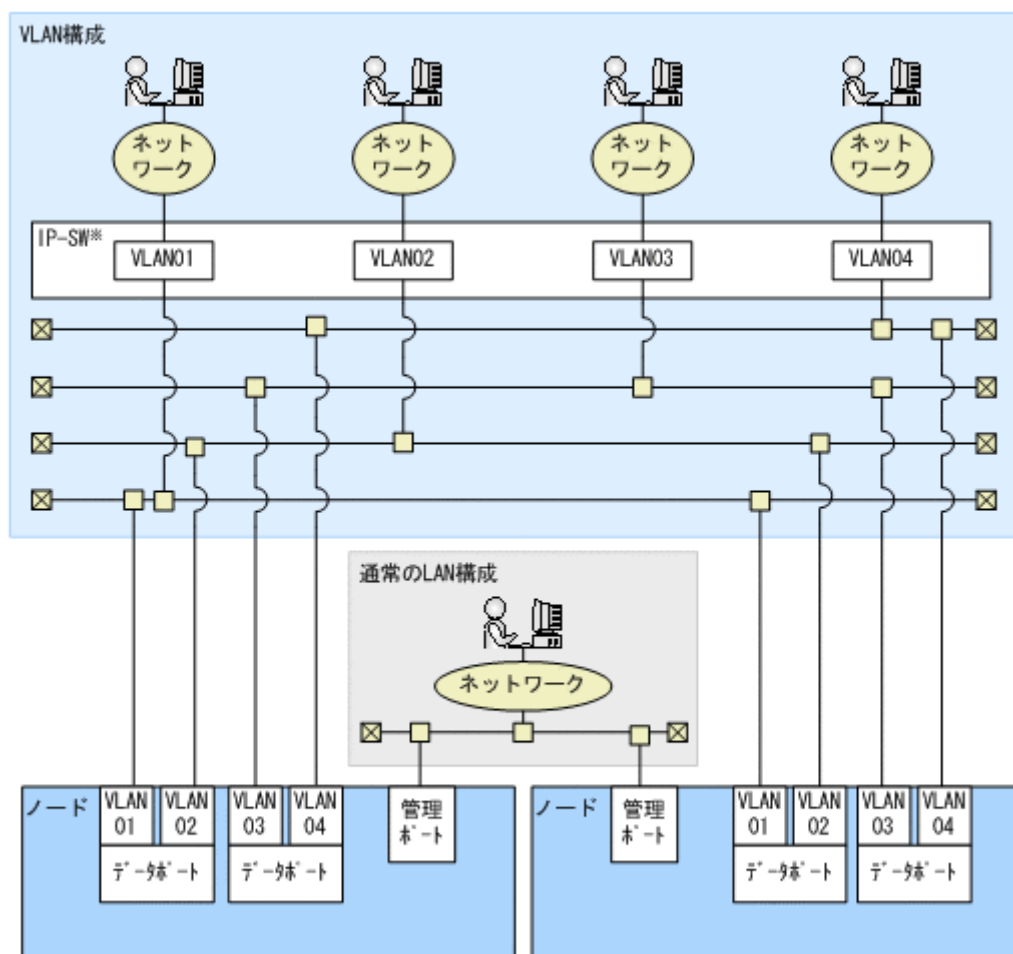 VLAN構成
ネット
ワーク
ネット
ワーク
ネット
ワーク
ネット
ワーク
IP-SW※
VLAN01
VLAN02
VLAN03
VLAN04
通常のLAN構成
ネットワーク
ノード
VLAN
01
VLAN
02
VLAN
03
VLAN
04
データポート
データポート
管理
ポート
ノード
管理
ポート
VLAN
01
VLAN
02
VLAN
03
VLAN
04
データポート
データポート